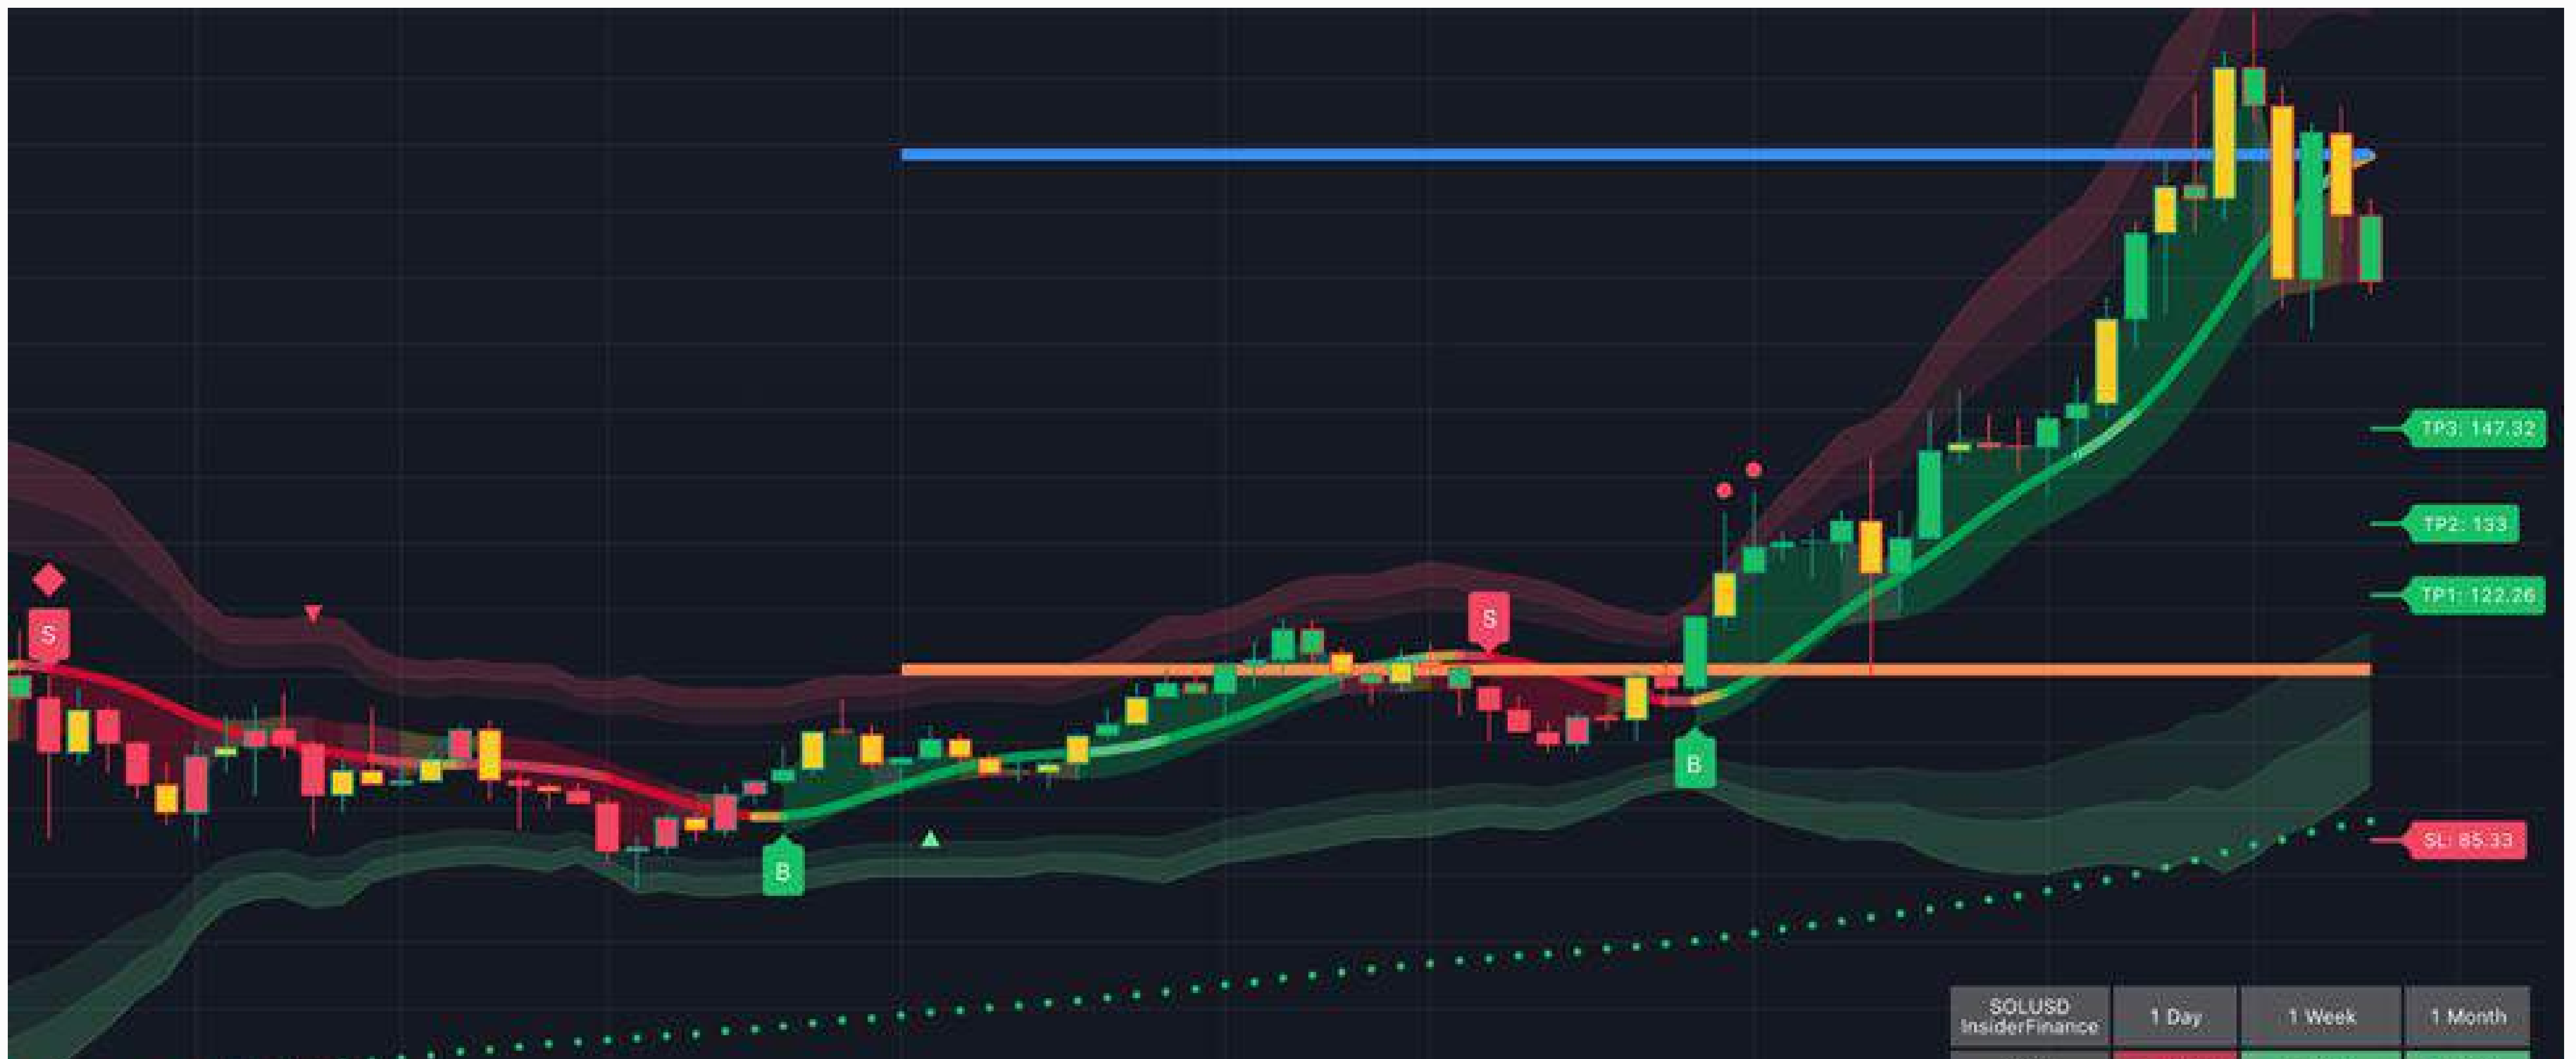 S
S
B
B
TP3: 147.32
TP2: 133
TP1: 122.26
SL: 85.33
SOLUSD
InsiderFinance
1 Day
1 Week
1 Month